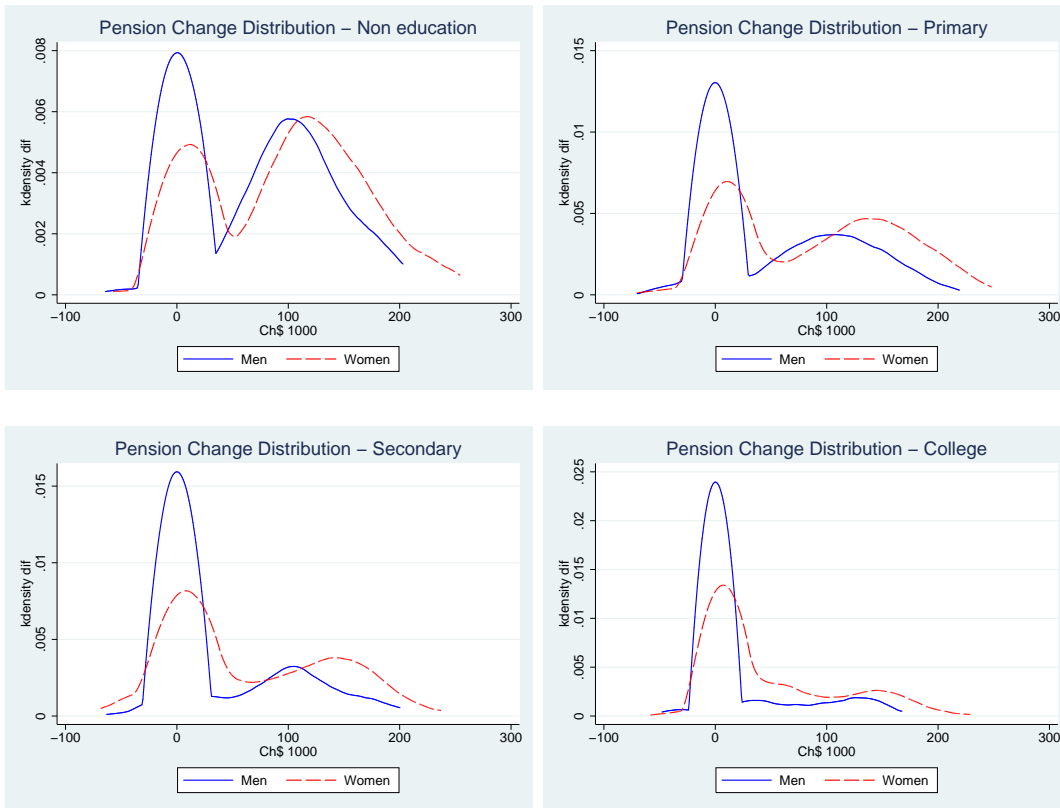 Pension Change Distribution – Non education
kdensity dif
0 .002 .004 .006 .008
−100 0 100 200 300
Ch$ 1000
Men Women
Pension Change Distribution – Primary
kdensity dif
0 .005 .01 .015
−100 0 100 200 300
Ch$ 1000
Men Women
Pension Change Distribution – Secondary
kdensity dif
0 .005 .01 .015
−100 0 100 200 300
Ch$ 1000
Men Women
Pension Change Distribution – College
kdensity dif
0 .005 .01 .015 .02 .025
−100 0 100 200 300
Ch$ 1000
Men Women